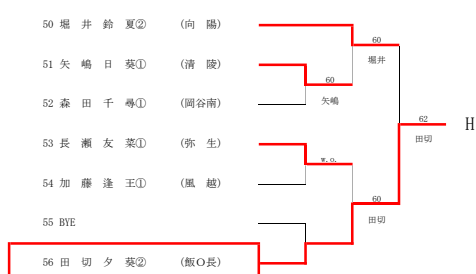 50 堀 井 鈴 夏② (向 陽)
60
堀井
51 矢 嶋 日 葵① (清 陵)
60
矢嶋
52 森 田 千 尋① (岡谷南)
62
田切
H
53 長 瀬 友 菜① (弥 生)
w.o.
54 加 藤 逢 王① (風 越)
60
田切
55 BYE
56 田 切 夕 葵② (飯O長)